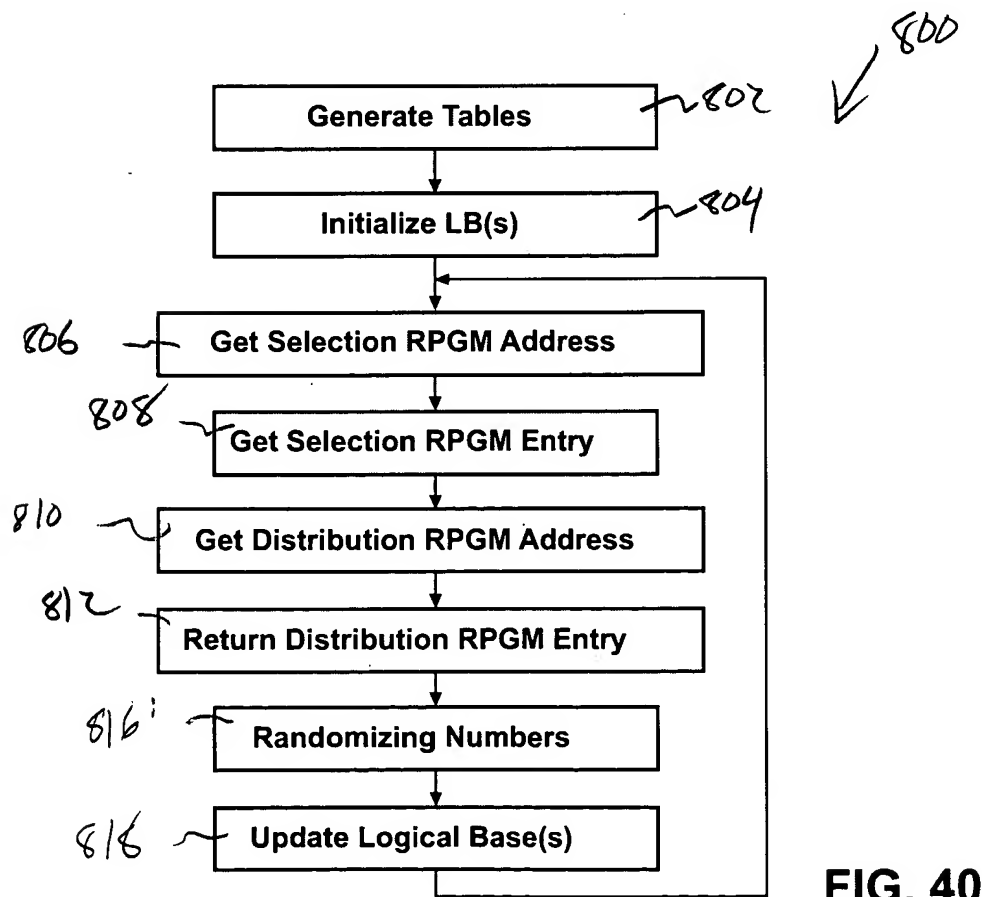 800
Generate Tables
802
Initialize LB(s)
804
806
Get Selection RPGM Address
808
Get Selection RPGM Entry
810
Get Distribution RPGM Address
812
Return Distribution RPGM Entry
816
Randomizing Numbers
818
Update Logical Base(s)
FIG. 40